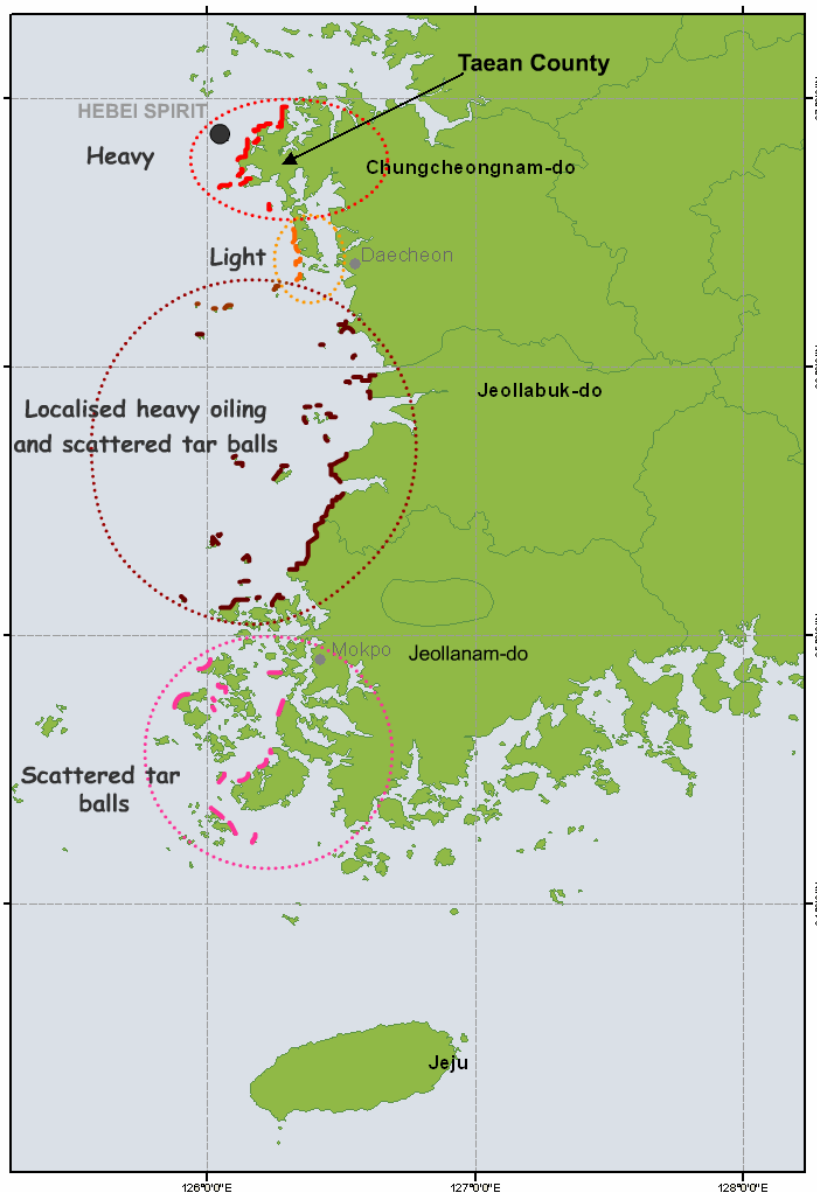 Taean County
HEBEI SPIRIT
Heavy
Chungcheongnam-do
Light
Daecheon
Jeollabuk-do
Localised heavy oiling
and scattered tar balls
Mokpo
Jeollanam-do
Scattered tar
balls
Jeju
126°0'0"E
127°0'0"E
128°0'0"E